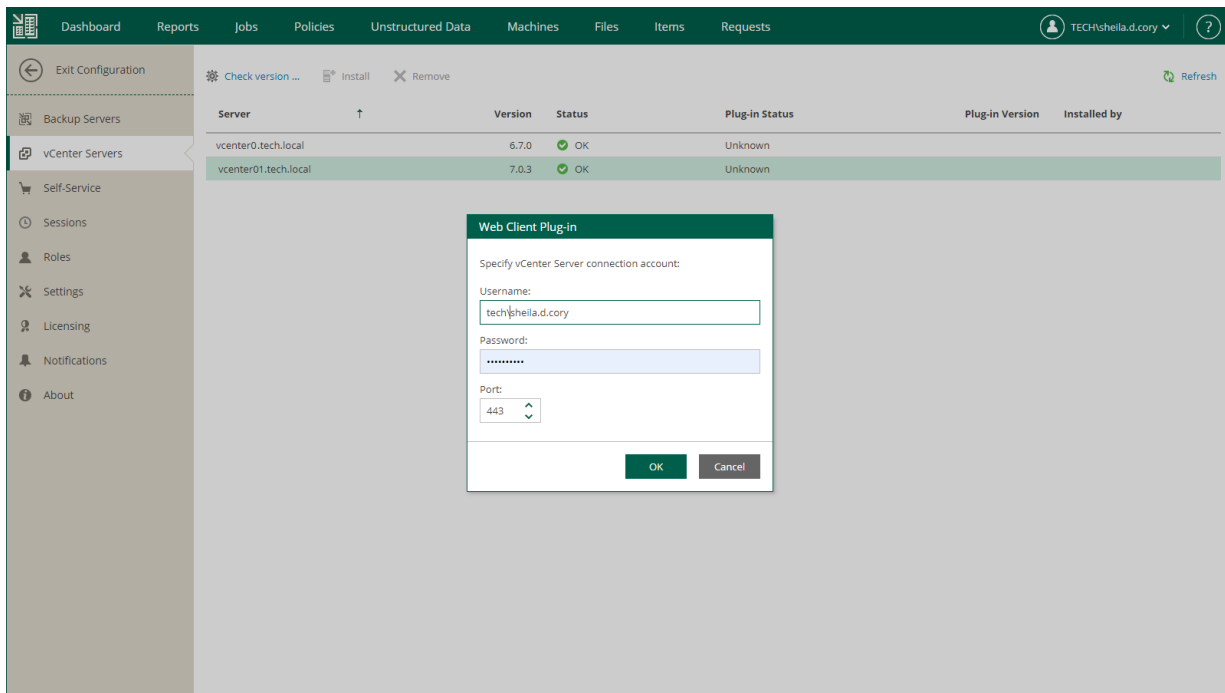 Dashboard Reports Jobs Policies Unstructured Data Machines Files Items Requests TECH\sheila.d.cory ?
Exit Configuration
Check version ... Install Remove Refresh
Backup Servers
vCenter Servers
Self-Service
Sessions
Roles
Settings
Licensing
Notifications
About
Server Version Status Plug-in Status Plug-in Version Installed by
vcenter0.tech.local 6.7.0 OK Unknown
vcenter01.tech.local 7.0.3 OK Unknown
Web Client Plug-in
Specify vCenter Server connection account:
Username:
tech\sheila.d.cory
Password:
••••••••••
Port:
443
OK Cancel